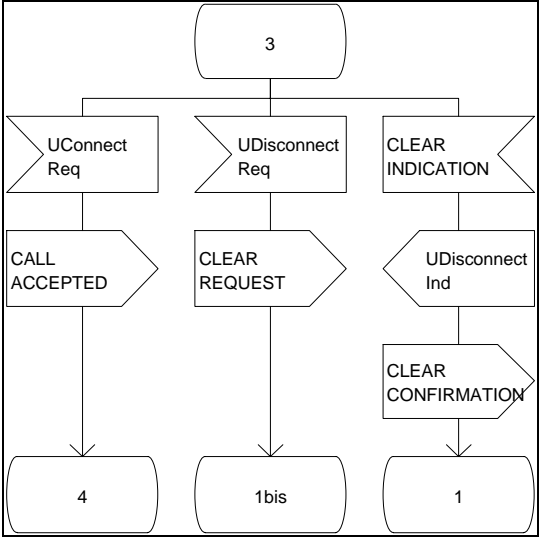 3
UConnect
Req
UDisconnect
Req
CLEAR
INDICATION
CALL
ACCEPTED
CLEAR
REQUEST
UDisconnect
Ind
CLEAR
CONFIRMATION
4
1bis
1